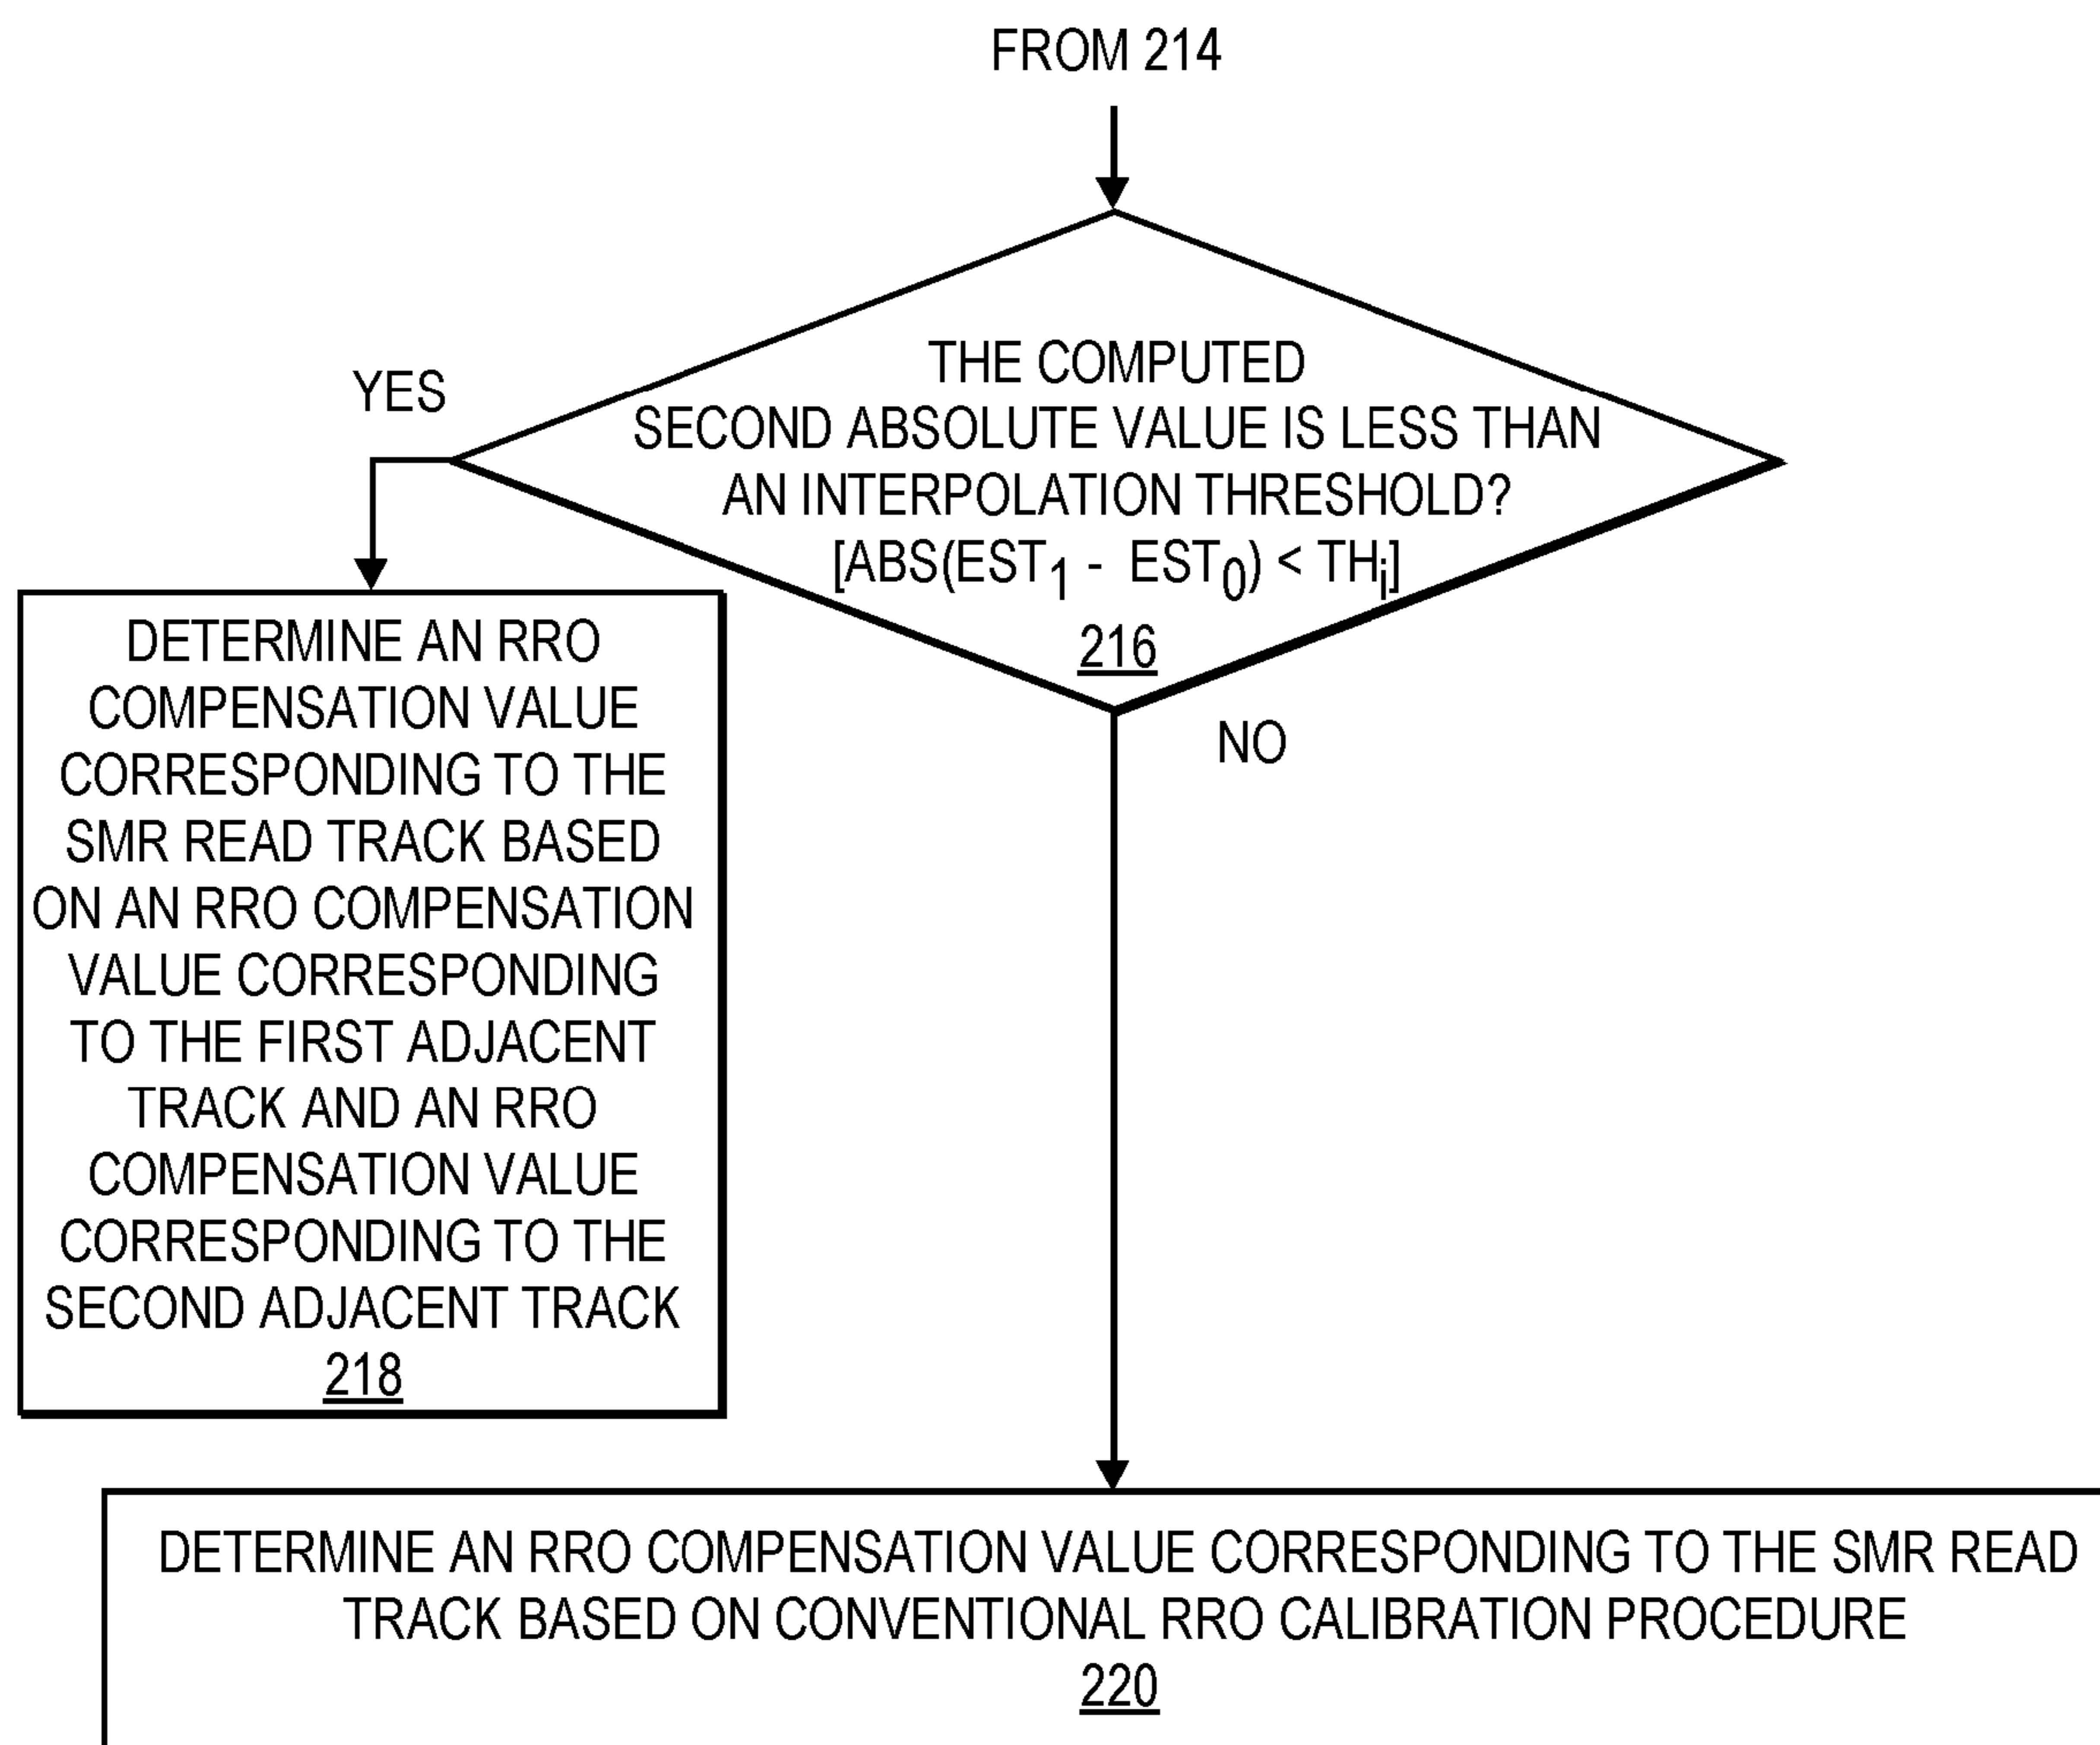 FROM 214
THE COMPUTED
SECOND ABSOLUTE VALUE IS LESS THAN
AN INTERPOLATION THRESHOLD?
[ABS(EST1 - EST0) < THi]
216
YES
NO
DETERMINE AN RRO
COMPENSATION VALUE
CORRESPONDING TO THE
SMR READ TRACK BASED
ON AN RRO COMPENSATION
VALUE CORRESPONDING
TO THE FIRST ADJACENT
TRACK AND AN RRO
COMPENSATION VALUE
CORRESPONDING TO THE
SECOND ADJACENT TRACK
218
DETERMINE AN RRO COMPENSATION VALUE CORRESPONDING TO THE SMR READ
TRACK BASED ON CONVENTIONAL RRO CALIBRATION PROCEDURE
220